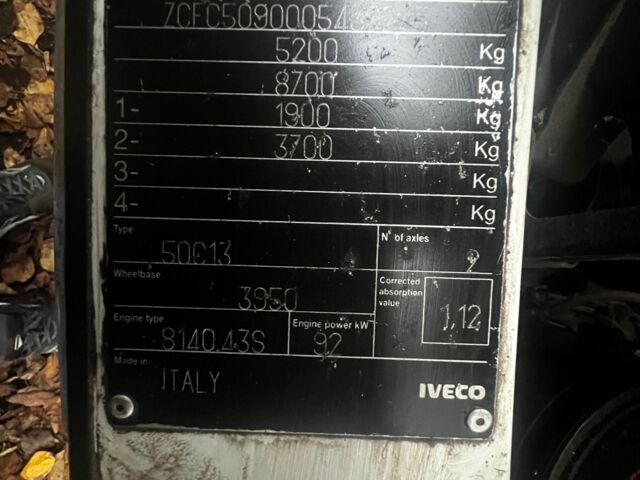 5200 Kg
8700 Kg
1- 1900 Kg
2- 3700 Kg
3- Kg
4- Kg
Type
50C13
N° of axles
2
Wheelbase
3950
Corrected absorption value
1,12
Engine type
8140.43S
Engine power kW
92
Made in
ITALY
IVECO